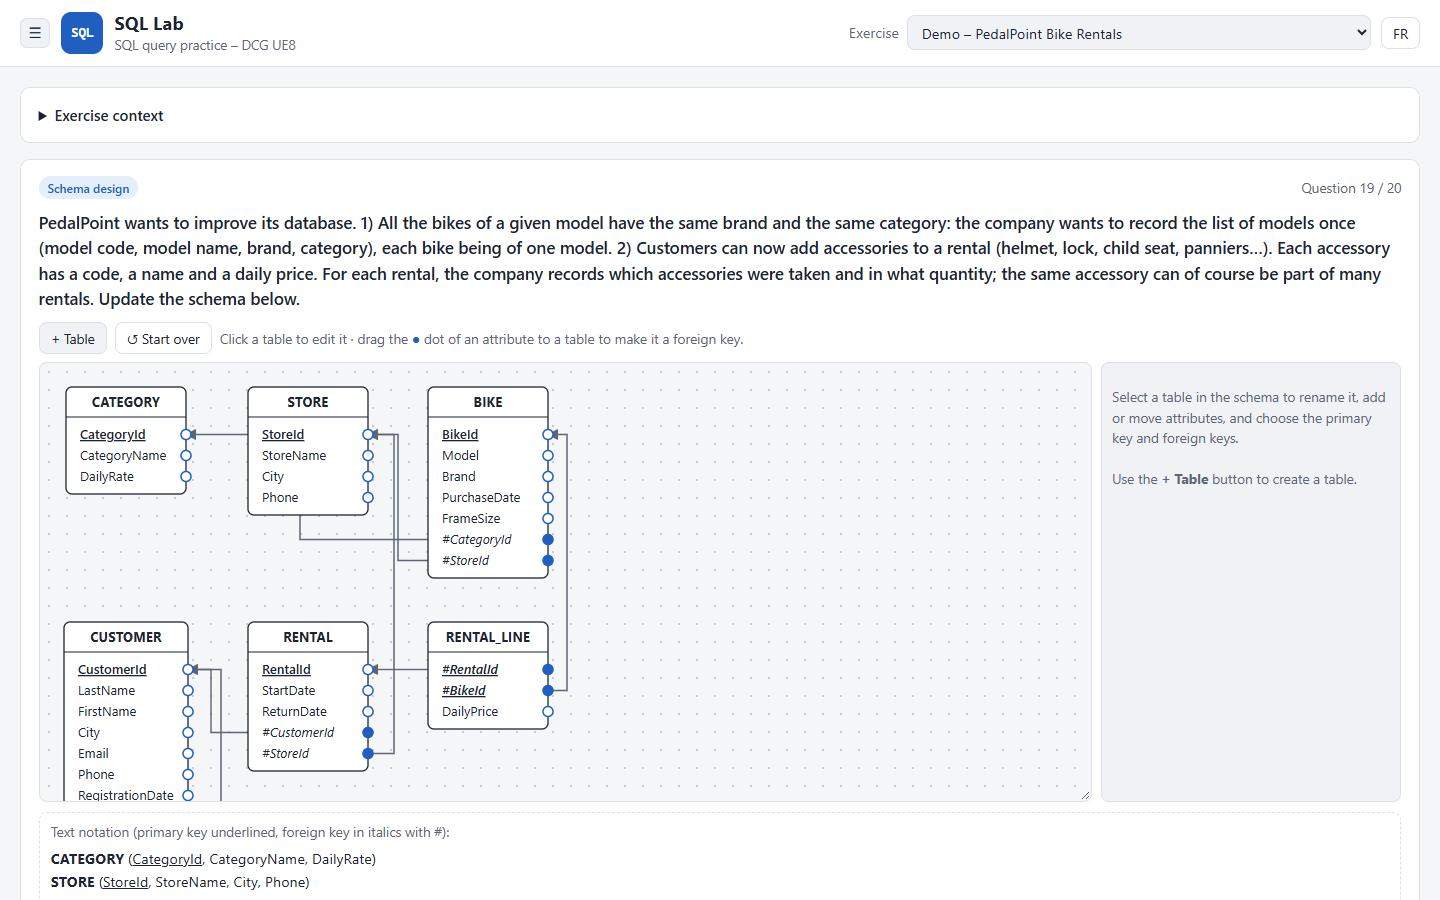 ☰
SQL
SQL Lab
SQL query practice – DCG UE8
Exercise
Demo – PedalPoint Bike Rentals
FR
▶ Exercise context
Schema design
Question 19 / 20
PedalPoint wants to improve its database. 1) All the bikes of a given model have the same brand and the same category: the company wants to record the list of models once
(model code, model name, brand, category), each bike being of one model. 2) Customers can now add accessories to a rental (helmet, lock, child seat, panniers…). Each accessory
has a code, a name and a daily price. For each rental, the company records which accessories were taken and in what quantity; the same accessory can of course be part of many
rentals. Update the schema below.
+ Table
↺ Start over
Click a table to edit it · drag the ● dot of an attribute to a table to make it a foreign key.
CATEGORY
CategoryId
CategoryName
DailyRate
STORE
StoreId
StoreName
City
Phone
BIKE
BikeId
Model
Brand
PurchaseDate
FrameSize
#CategoryId
#StoreId
CUSTOMER
CustomerId
LastName
FirstName
City
Email
Phone
RegistrationDate
RENTAL
RentalId
StartDate
ReturnDate
#CustomerId
#StoreId
RENTAL_LINE
#RentalId
#BikeId
DailyPrice
Select a table in the schema to rename it, add
or move attributes, and choose the primary
key and foreign keys.
Use the + Table button to create a table.
Text notation (primary key underlined, foreign key in italics with #):
CATEGORY (CategoryId, CategoryName, DailyRate)
STORE (StoreId, StoreName, City, Phone)